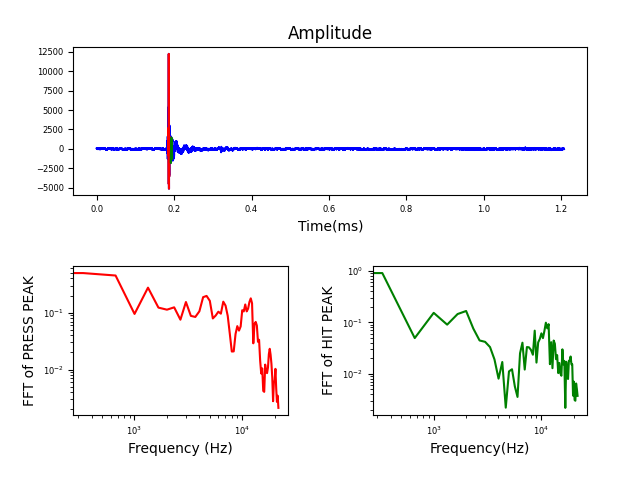 Amplitude
12500
10000
7500
5000
2500
0
−2500
−5000
0.0 0.2 0.4 0.6 0.8 1.0 1.2
Time(ms)
FFT of PRESS PEAK
10⁻¹
10⁻²
10³ 10⁴
Frequency (Hz)
FFT of HIT PEAK
10⁰
10⁻¹
10⁻²
10³ 10⁴
Frequency(Hz)